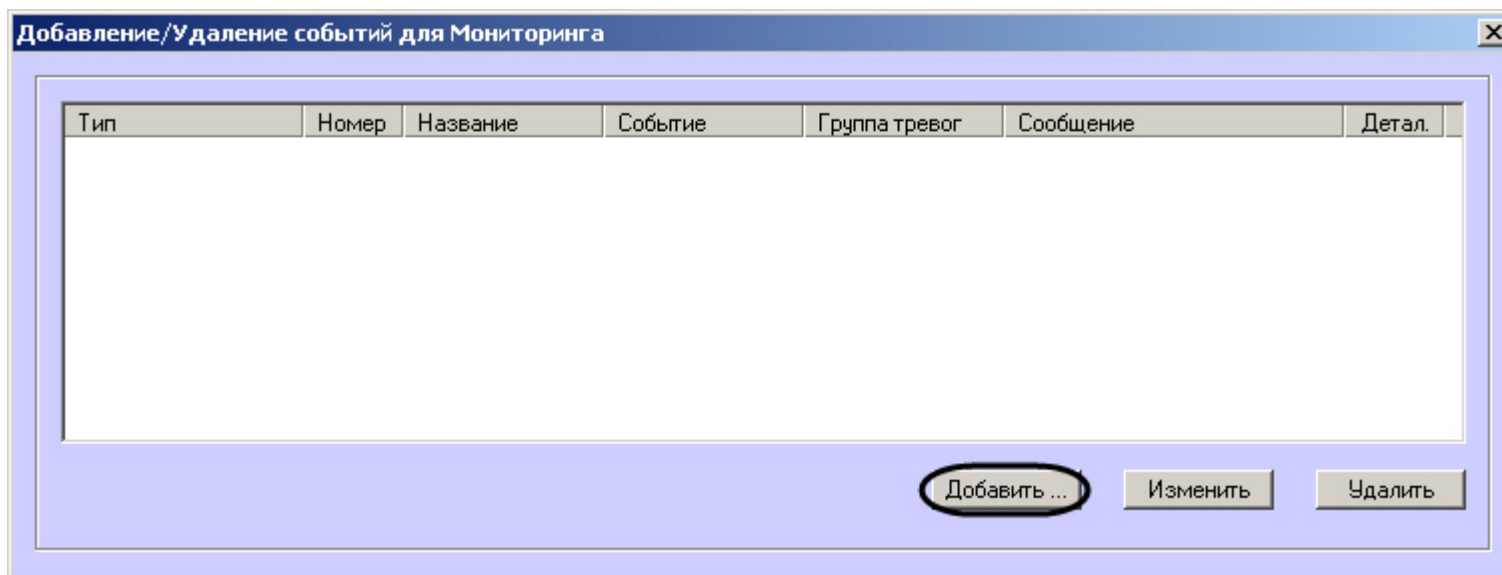 Добавление/Удаление событий для Мониторинга
Тип Номер Название Событие Группа тревог Сообщение Детал.
Добавить ... Изменить Удалить